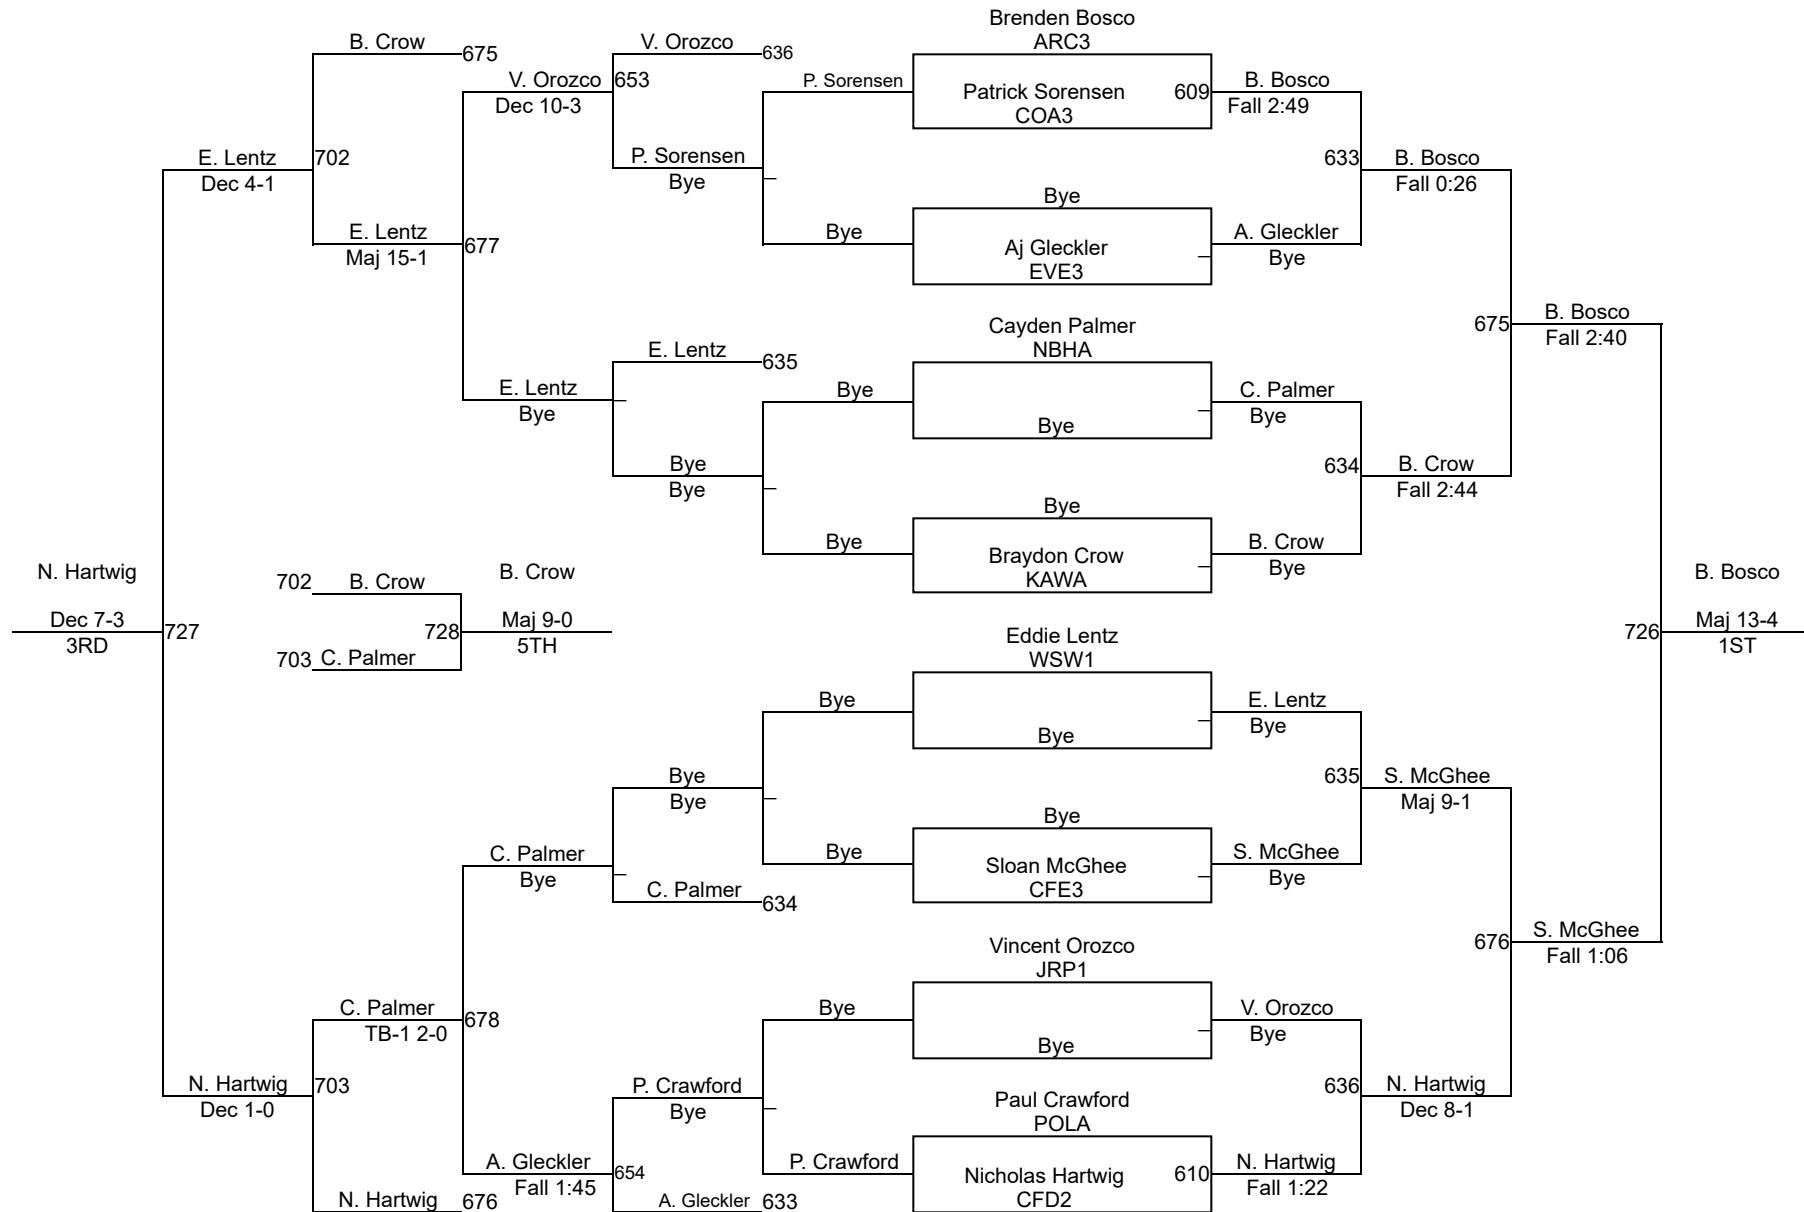 Brenden Bosco
B. Crow
675
V. Orozco
636
ARC3
V. Orozco
653
P. Sorensen
Patrick Sorensen
609
B. Bosco
Dec 10-3
COA3
Fall 2:49
E. Lentz
702
P. Sorensen
633
B. Bosco
Dec 4-1
Bye
Fall 0:26
Bye
E. Lentz
677
Bye
Aj Gleckler
A. Gleckler
Maj 15-1
EVE3
Bye
Cayden Palmer
675
B. Bosco
E. Lentz
635
NBHA
Fall 2:40
E. Lentz
Bye
C. Palmer
Bye
Bye
Bye
Bye
634
B. Crow
Bye
Fall 2:44
Bye
Bye
Braydon Crow
B. Crow
N. Hartwig
702
B. Crow
B. Crow
KAWA
Bye
B. Bosco
Dec 7-3
727
728
Maj 9-0
Eddie Lentz
726
Maj 13-4
3RD
703
C. Palmer
5TH
WSW1
1ST
Bye
E. Lentz
Bye
Bye
Bye
635
S. McGhee
Bye
Maj 9-1
Bye
C. Palmer
Bye
Sloan McGhee
S. McGhee
Bye
C. Palmer
634
CFE3
Bye
Vincent Orozco
676
S. McGhee
JRP1
Fall 1:06
C. Palmer
678
Bye
V. Orozco
TB-1 2-0
Bye
Bye
N. Hartwig
703
P. Crawford
636
N. Hartwig
Dec 1-0
Bye
Paul Crawford
Dec 8-1
POLA
A. Gleckler
654
P. Crawford
Nicholas Hartwig
610
N. Hartwig
Fall 1:45
CFD2
Fall 1:22
N. Hartwig
676
A. Gleckler
633